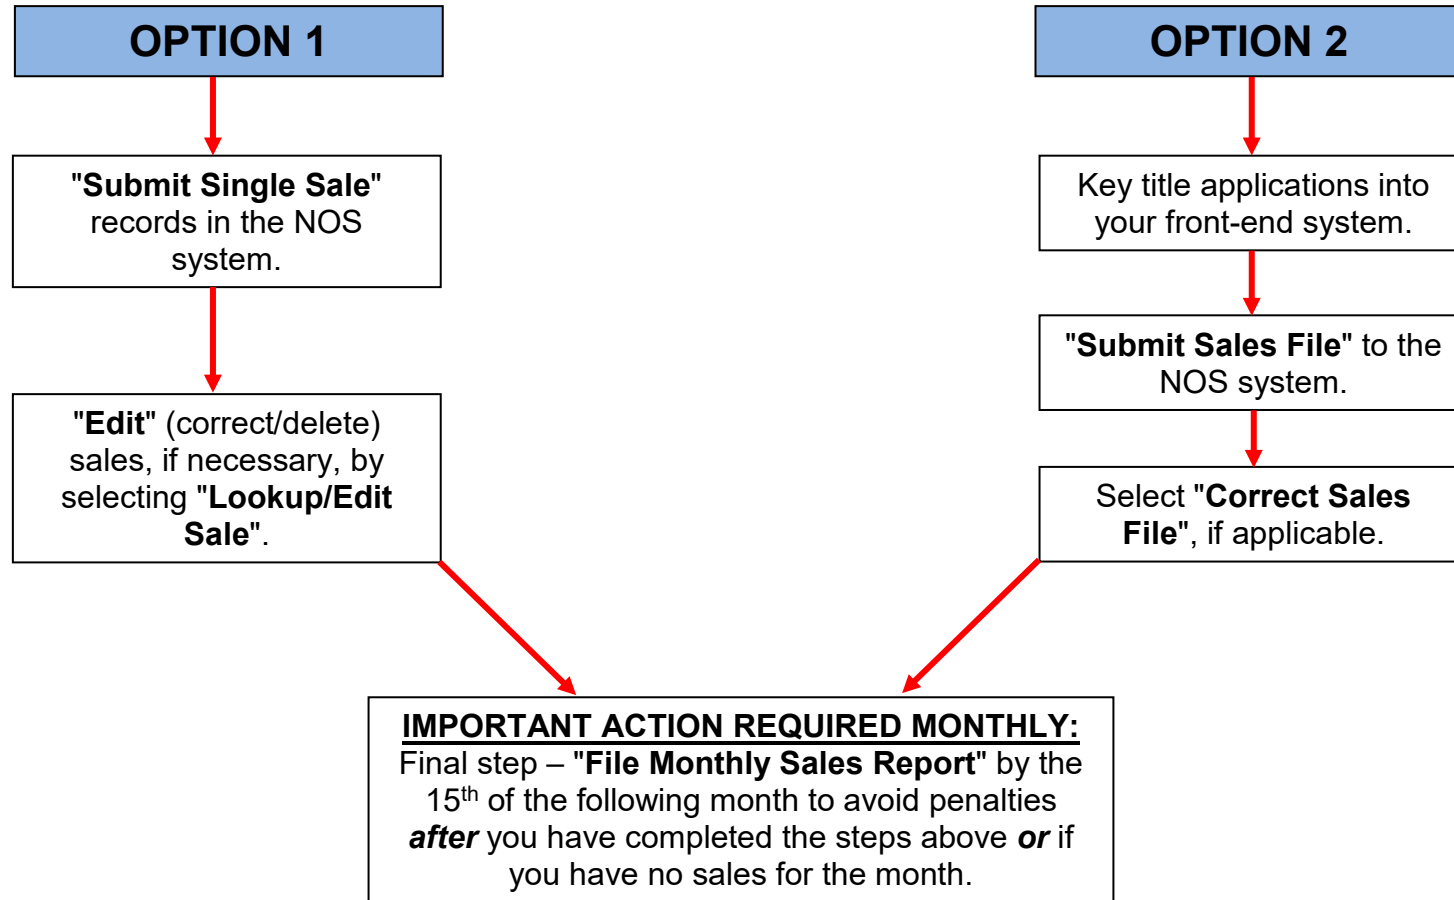 OPTION 1
"Submit Single Sale"
records in the NOS
system.
"Edit" (correct/delete)
sales, if necessary, by
selecting "Lookup/Edit
Sale".
OPTION 2
Key title applications into
your front-end system.
"Submit Sales File" to the
NOS system.
Select "Correct Sales
File", if applicable.
IMPORTANT ACTION REQUIRED MONTHLY:
Final step – "File Monthly Sales Report" by the
15th of the following month to avoid penalties
after you have completed the steps above or if
you have no sales for the month.